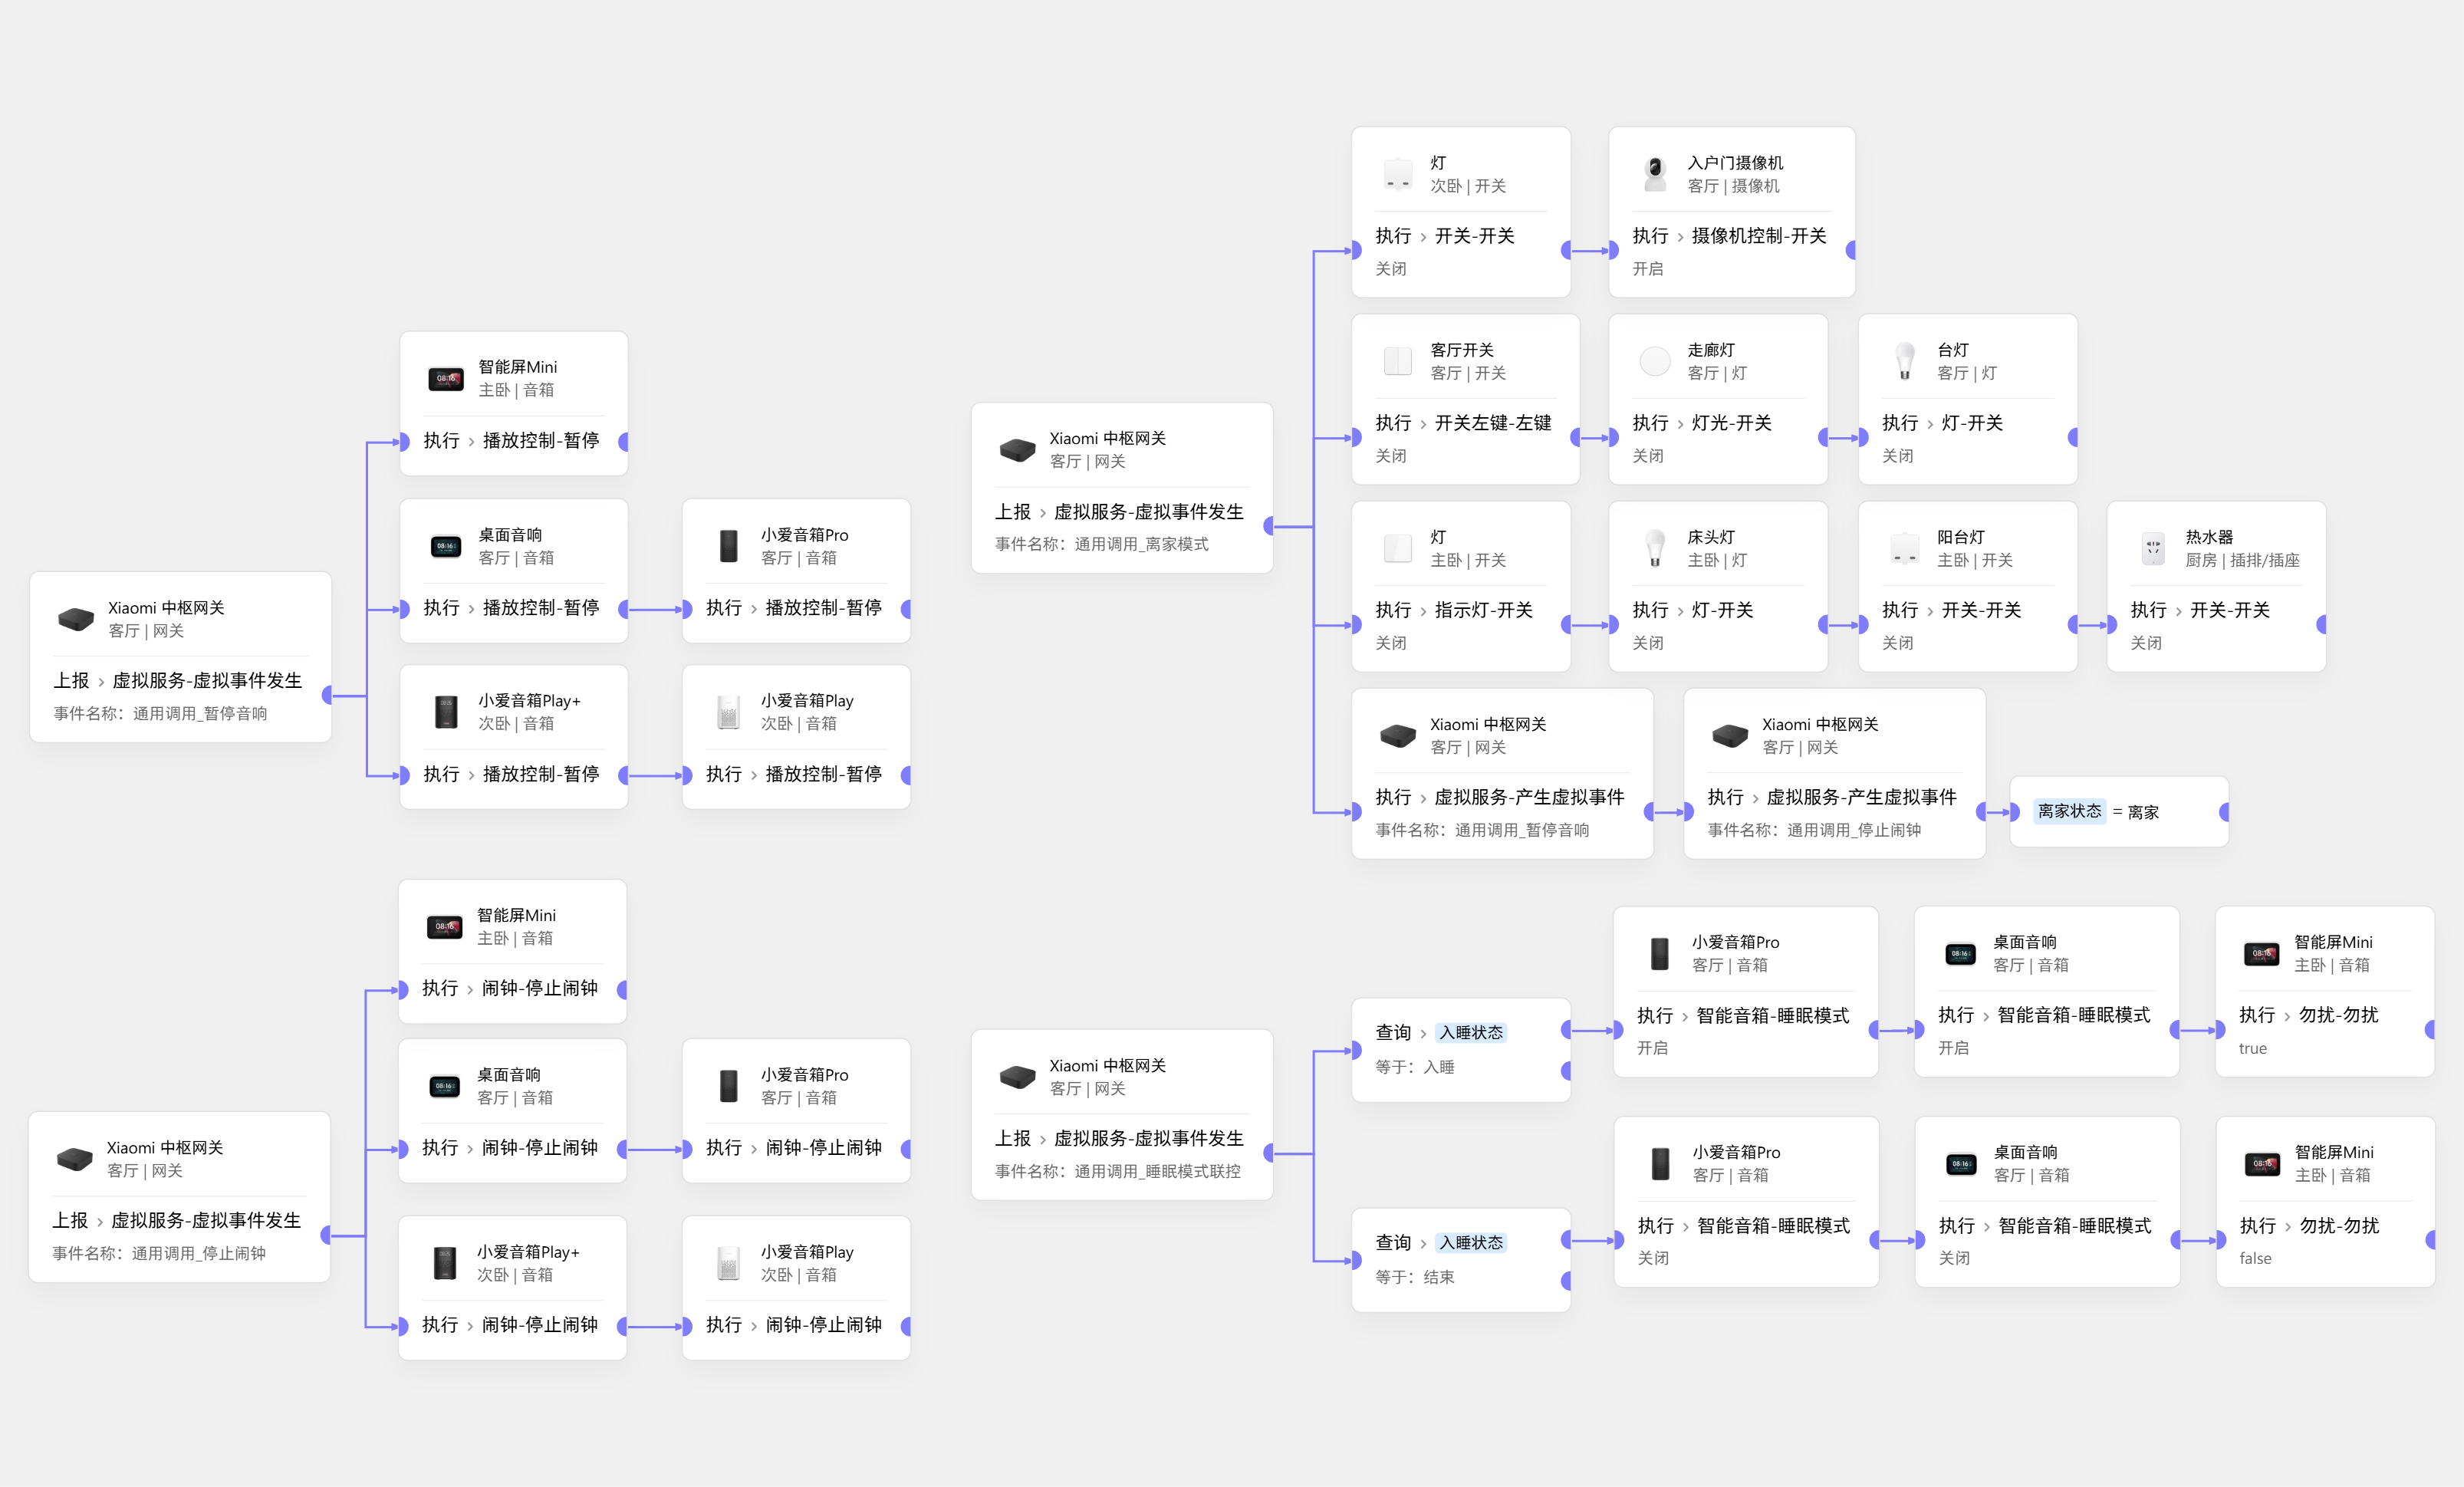 Xiaomi 中枢网关
客厅 | 网关
上报 › 虚拟服务-虚拟事件发生
事件名称：通用调用_暂停音响
智能屏Mini
主卧 | 音箱
执行 › 播放控制-暂停
桌面音响
客厅 | 音箱
执行 › 播放控制-暂停
小爱音箱Pro
客厅 | 音箱
执行 › 播放控制-暂停
小爱音箱Play+
次卧 | 音箱
执行 › 播放控制-暂停
小爱音箱Play
次卧 | 音箱
执行 › 播放控制-暂停
Xiaomi 中枢网关
客厅 | 网关
上报 › 虚拟服务-虚拟事件发生
事件名称：通用调用_停止闹钟
智能屏Mini
主卧 | 音箱
执行 › 闹钟-停止闹钟
桌面音响
客厅 | 音箱
执行 › 闹钟-停止闹钟
小爱音箱Pro
客厅 | 音箱
执行 › 闹钟-停止闹钟
小爱音箱Play+
次卧 | 音箱
执行 › 闹钟-停止闹钟
小爱音箱Play
次卧 | 音箱
执行 › 闹钟-停止闹钟
Xiaomi 中枢网关
客厅 | 网关
上报 › 虚拟服务-虚拟事件发生
事件名称：通用调用_离家模式
灯
次卧 | 开关
执行 › 开关-开关
关闭
入户门摄像机
客厅 | 摄像机
执行 › 摄像机控制-开关
开启
客厅开关
客厅 | 开关
执行 › 开关左键-左键
关闭
走廊灯
客厅 | 灯
执行 › 灯光-开关
关闭
台灯
客厅 | 灯
执行 › 灯-开关
关闭
灯
主卧 | 开关
执行 › 指示灯-开关
关闭
床头灯
主卧 | 灯
执行 › 灯-开关
关闭
阳台灯
主卧 | 开关
执行 › 开关-开关
关闭
热水器
厨房 | 插排/插座
执行 › 开关-开关
关闭
Xiaomi 中枢网关
客厅 | 网关
执行 › 虚拟服务-产生虚拟事件
事件名称：通用调用_暂停音响
Xiaomi 中枢网关
客厅 | 网关
执行 › 虚拟服务-产生虚拟事件
事件名称：通用调用_停止闹钟
离家状态 = 离家
Xiaomi 中枢网关
客厅 | 网关
上报 › 虚拟服务-虚拟事件发生
事件名称：通用调用_睡眠模式联控
查询 › 入睡状态
等于：入睡
小爱音箱Pro
客厅 | 音箱
执行 › 智能音箱-睡眠模式
开启
桌面音响
客厅 | 音箱
执行 › 智能音箱-睡眠模式
开启
智能屏Mini
主卧 | 音箱
执行 › 勿扰-勿扰
true
查询 › 入睡状态
等于：结束
小爱音箱Pro
客厅 | 音箱
执行 › 智能音箱-睡眠模式
关闭
桌面音响
客厅 | 音箱
执行 › 智能音箱-睡眠模式
关闭
智能屏Mini
主卧 | 音箱
执行 › 勿扰-勿扰
false